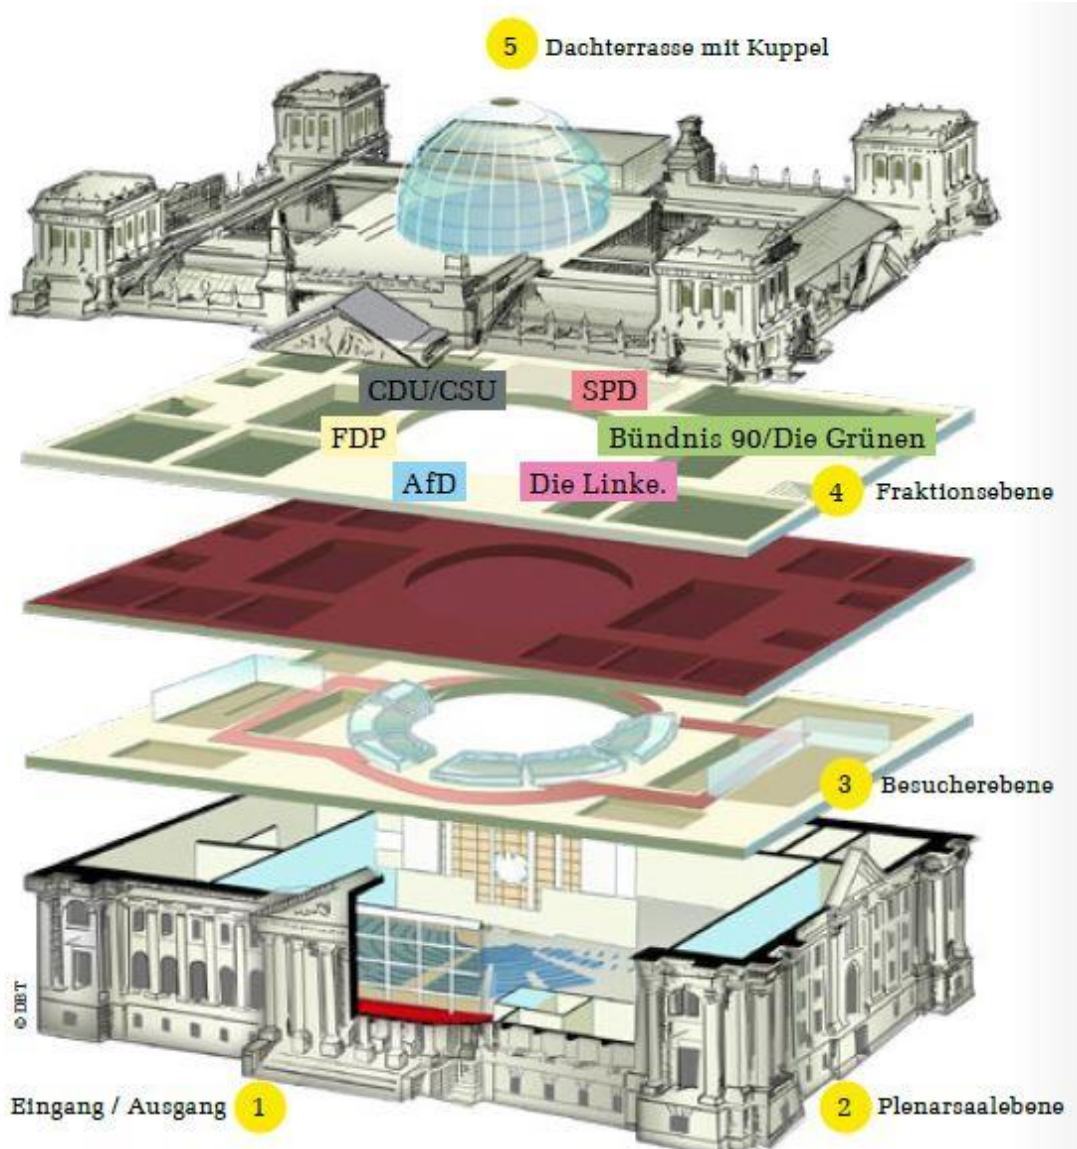 5 Dachterrasse mit Kuppel
CDU/CSU SPD
FDP Bündnis 90/Die Grünen
AfD Die Linke.
4 Fraktionsebene
3 Besucherebene
© DBT
Eingang / Ausgang 1
2 Plenarsaalebene